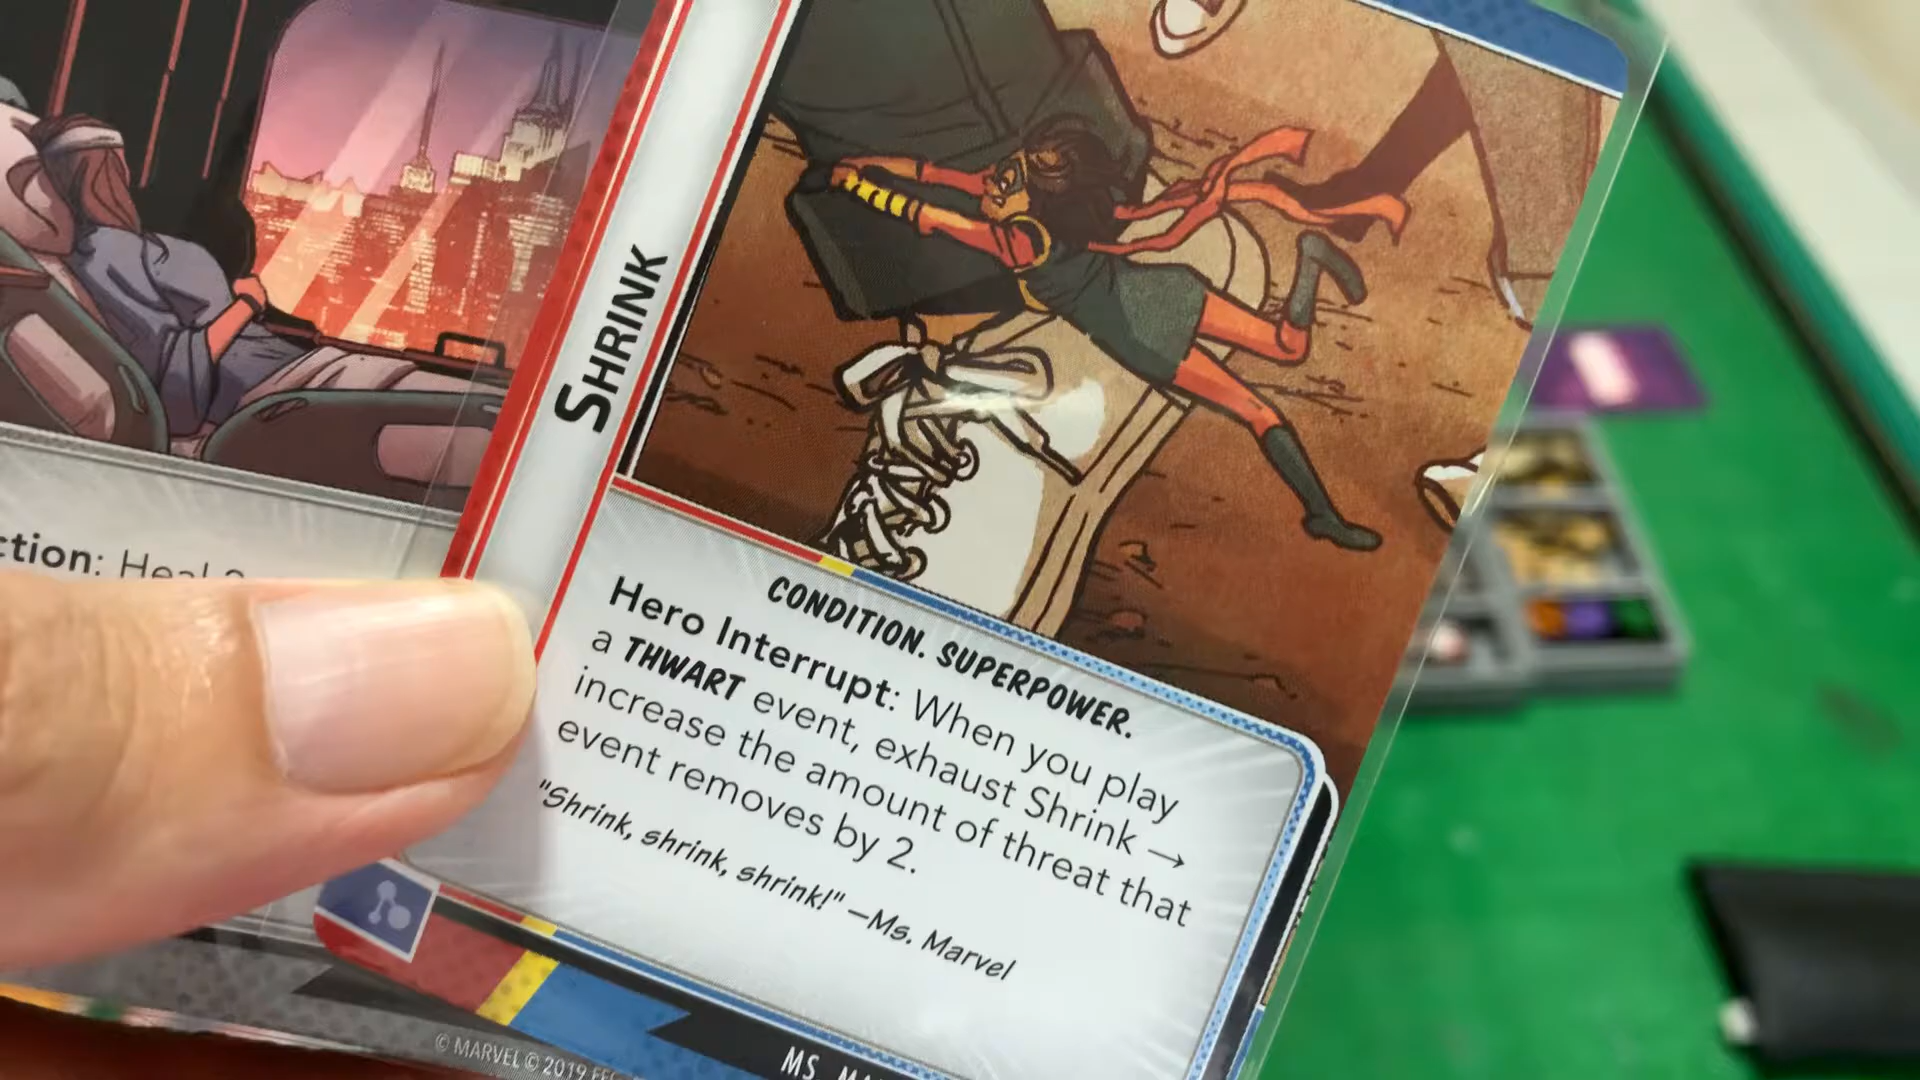 SHRINK
CONDITION. SUPERPOWER.
Hero Interrupt: When you play
a THWART event, exhaust Shrink →
increase the amount of threat that
event removes by 2.
"Shrink, shrink, shrink!" —Ms. Marvel
MS.
ction: Heal
© MARVEL © 2019